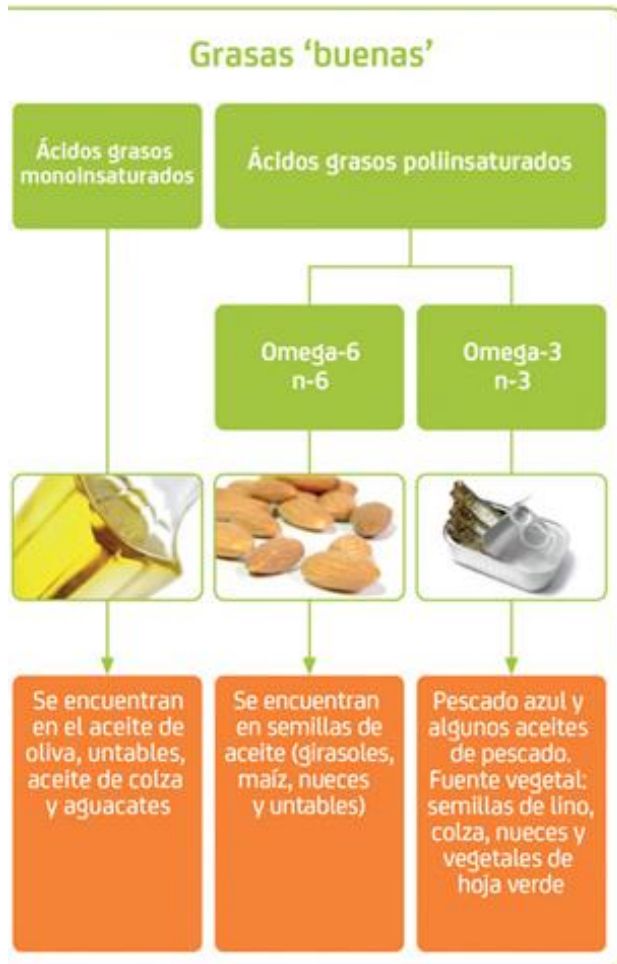 Grasas ‘buenas’
Ácidos grasos
monoinsaturados
Ácidos grasos poliinsaturados
Omega-6
n-6
Omega-3
n-3
Se encuentran
en el aceite de
oliva, untables,
aceite de colza
y aguacates
Se encuentran
en semillas de
aceite (girasoles,
maíz, nueces
y untables)
Pescado azul y
algunos aceites
de pescado.
Fuente vegetal:
semillas de lino,
colza, nueces y
vegetales de
hoja verde